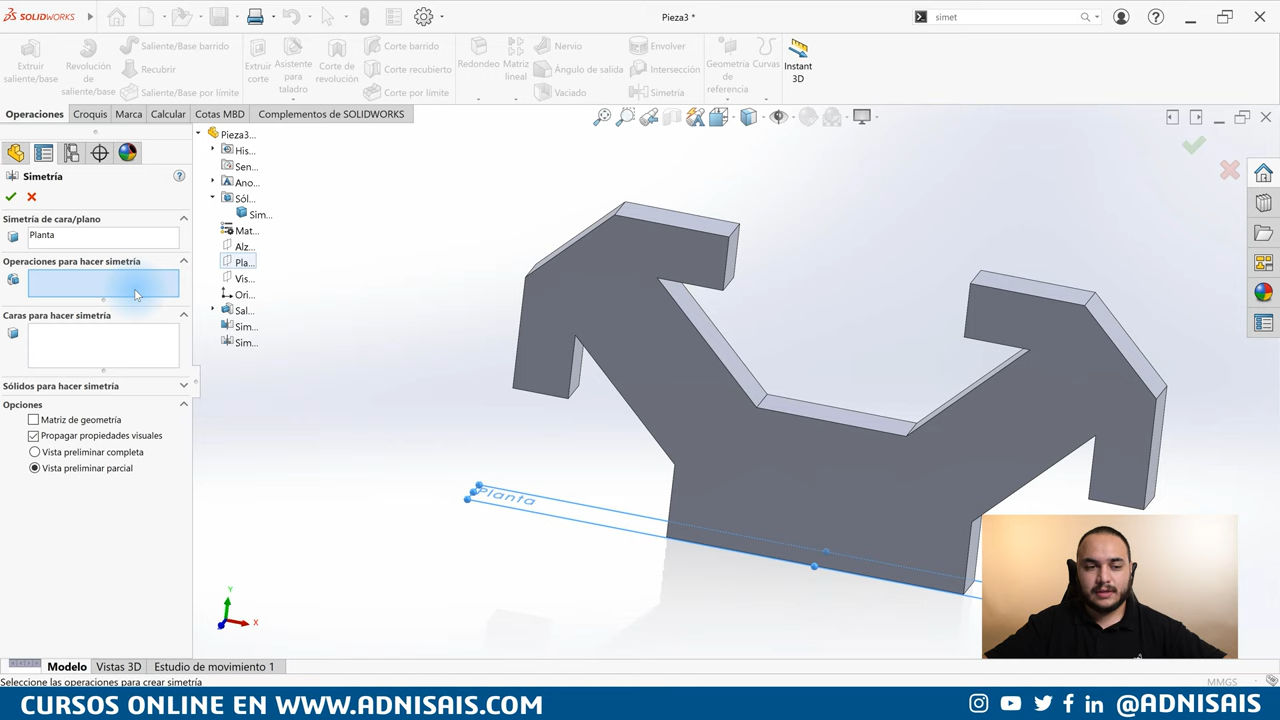 SOLIDWORKS
Pieza3 *
simet
Extruir saliente/base
Revolución de
Saliente/Base barrido
Recubrir
Saliente/Base por límite
Extruir corte
Asistente para taladro
Corte de revolución
Corte barrido
Corte recubierto
Corte por límite
Redondeo
Matriz lineal
Nervio
Ángulo de salida
Vaciado
Envolver
Intersección
Simetría
Geometría de referencia
Curvas
Instant 3D
Operaciones
Croquis
Marca
Calcular
Cotas MBD
Complementos de SOLIDWORKS
Simetría
Simetría de cara/plano
Planta
Operaciones para hacer simetría
Caras para hacer simetría
Sólidos para hacer simetría
Opciones
Matriz de geometría
Propagar propiedades visuales
Vista preliminar completa
Vista preliminar parcial
Pieza3...
His...
Sen...
Ano...
Sól...
Sim...
Mat...
Alz...
Pla...
Vis...
Ori...
Sal...
Sim...
Sim...
Planta
Y
X
Modelo
Vistas 3D
Estudio de movimiento 1
Seleccione las operaciones para crear simetría
MMGS
CURSOS ONLINE EN WWW.ADNISAIS.COM
@ADNISAIS